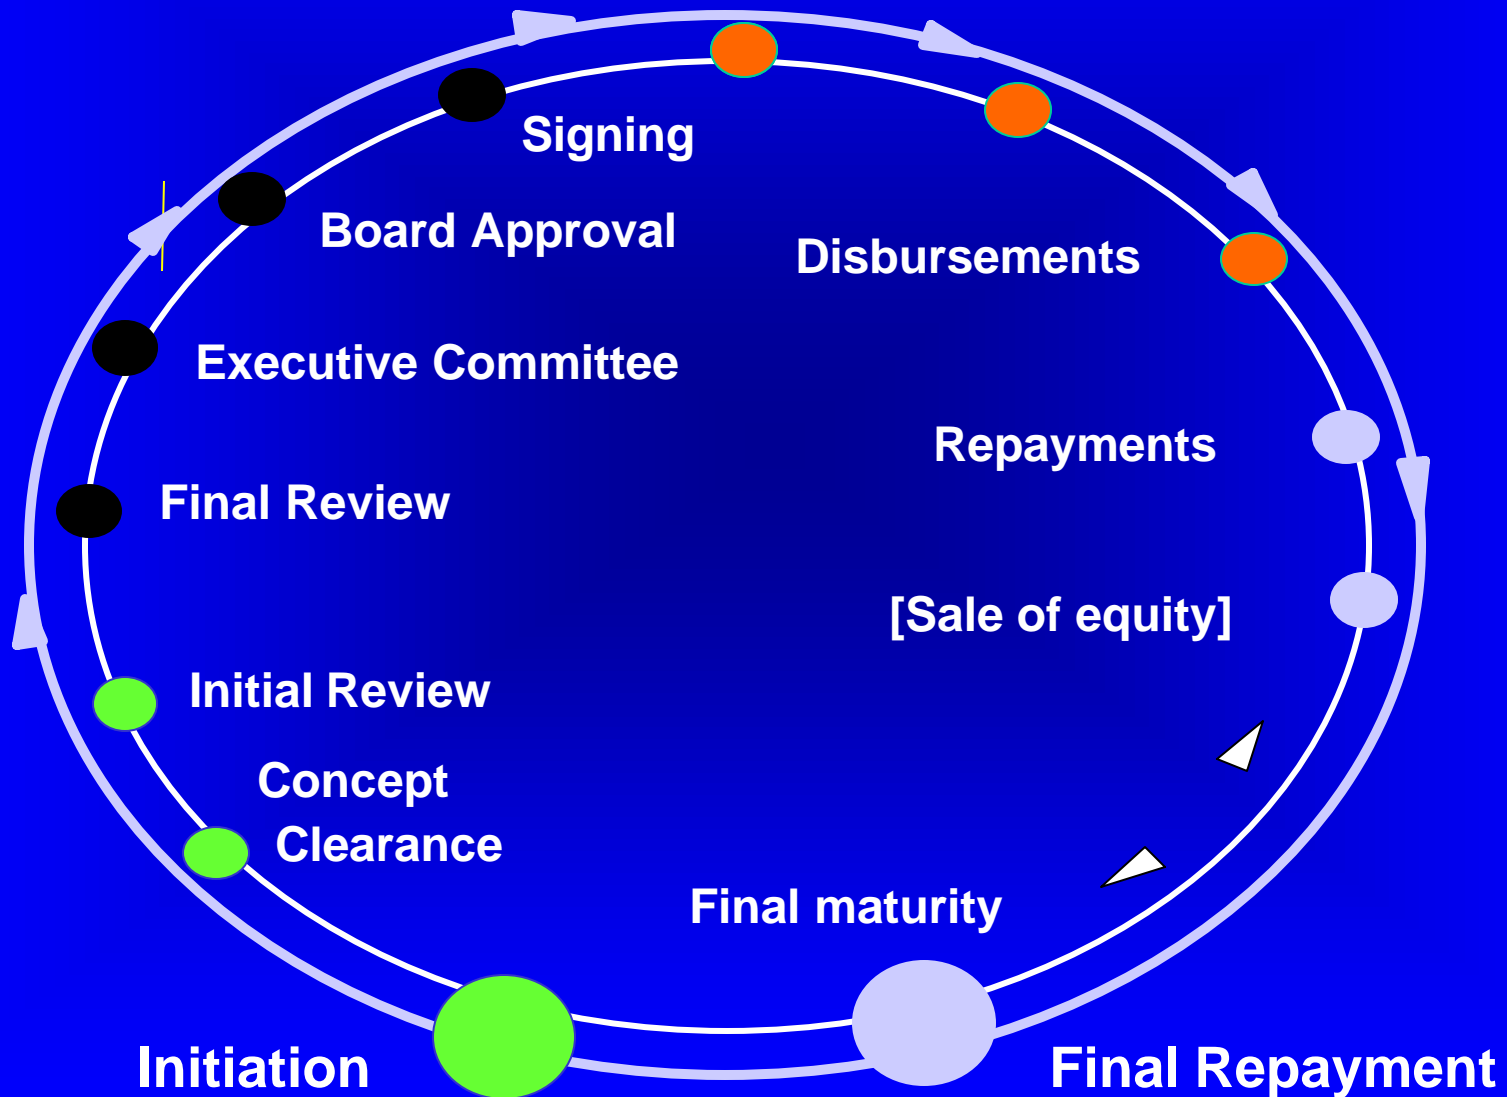 Signing
Board Approval
Disbursements
Executive Committee
Repayments
Final Review
[Sale of equity]
Initial Review
Concept
Clearance
Final maturity
Initiation
Final Repayment